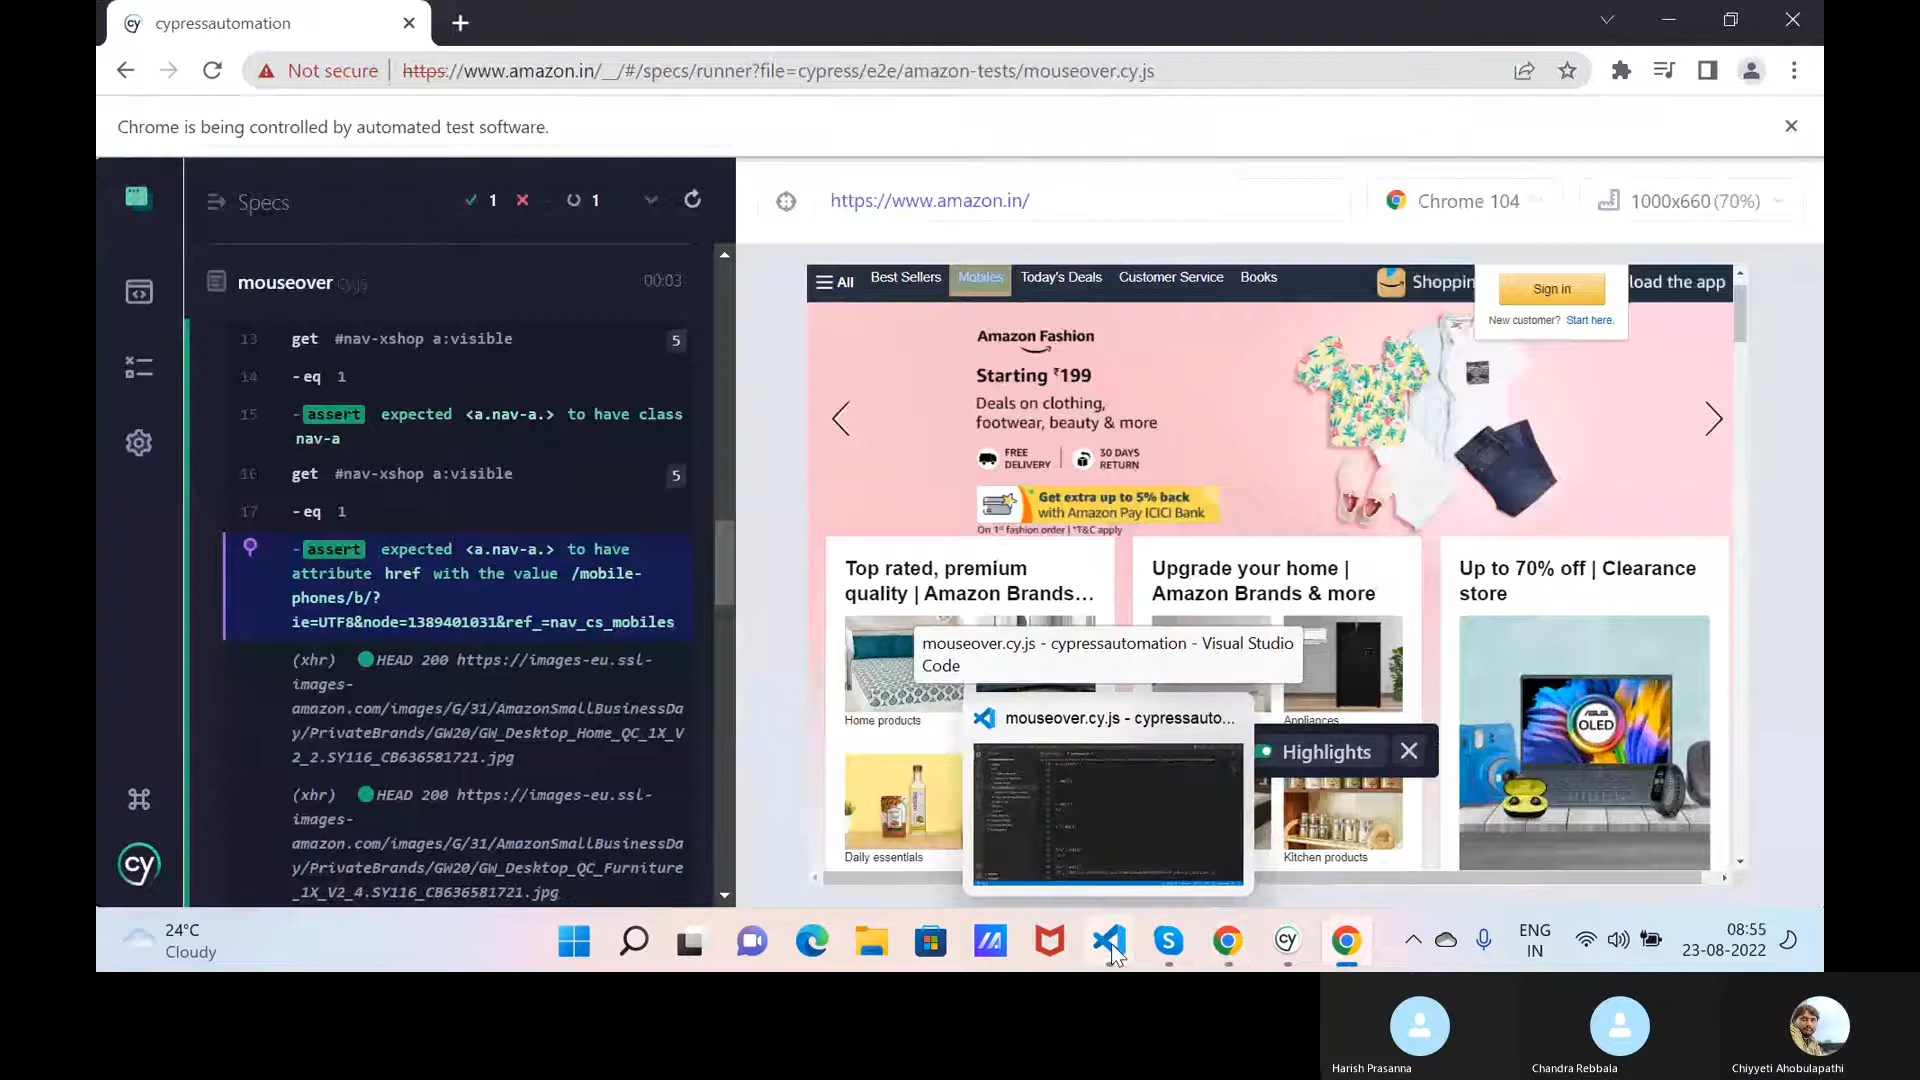 cypressautomation
Not secure
https://www.amazon.in/__/#/specs/runner?file=cypress/e2e/amazon-tests/mouseover.cy.js
Chrome is being controlled by automated test software.
Specs
1
1
https://www.amazon.in/
Chrome 104
1000x660 (70%)
mouseover cy.js
00:03
13 get #nav-xshop a:visible 5
14 -eq 1
15 -assert expected <a.nav-a.> to have class
nav-a
16 get #nav-xshop a:visible 5
17 -eq 1
-assert expected <a.nav-a.> to have
attribute href with the value /mobile-
phones/b/?
ie=UTF8&node=1389401031&ref_=nav_cs_mobiles
(xhr) HEAD 200 https://images-eu.ssl-
images-
amazon.com/images/G/31/AmazonSmallBusinessDa
y/PrivateBrands/GW20/GW_Desktop_Home_QC_1X_V
2_2.SY116_CB636581721.jpg
(xhr) HEAD 200 https://images-eu.ssl-
images-
amazon.com/images/G/31/AmazonSmallBusinessDa
y/PrivateBrands/GW20/GW_Desktop_QC_Furniture
_1X_V2_4.SY116_CB636581721.jpg
cy
All
Best Sellers
Mobiles
Today's Deals
Customer Service
Books
Shoppin
load the app
Sign in
New customer? Start here.
Amazon Fashion
Starting ₹199
Deals on clothing,
footwear, beauty & more
FREE
DELIVERY
30 DAYS
RETURN
Get extra up to 5% back
with Amazon Pay ICICI Bank
On 1st fashion order | *T&C apply
Top rated, premium
quality | Amazon Brands...
Upgrade your home |
Amazon Brands & more
Up to 70% off | Clearance
store
ASUS
OLED
Home products
Appliances
Daily essentials
Kitchen products
mouseover.cy.js - cypressautomation - Visual Studio
Code
mouseover.cy.js - cypressauto...
Highlights
24°C
Cloudy
cy
ENG
IN
08:55
23-08-2022
Harish Prasanna
Chandra Rebbala
Chiyyeti Ahobulapathi